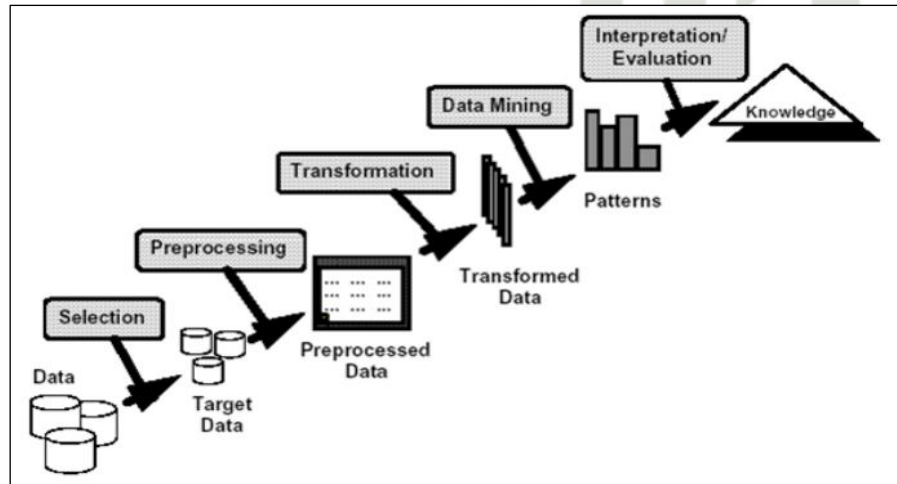 Interpretation/
Evaluation
Knowledge
Data Mining
Patterns
Transformation
Transformed
Data
Preprocessing
Preprocessed
Data
Selection
Target
Data
Data